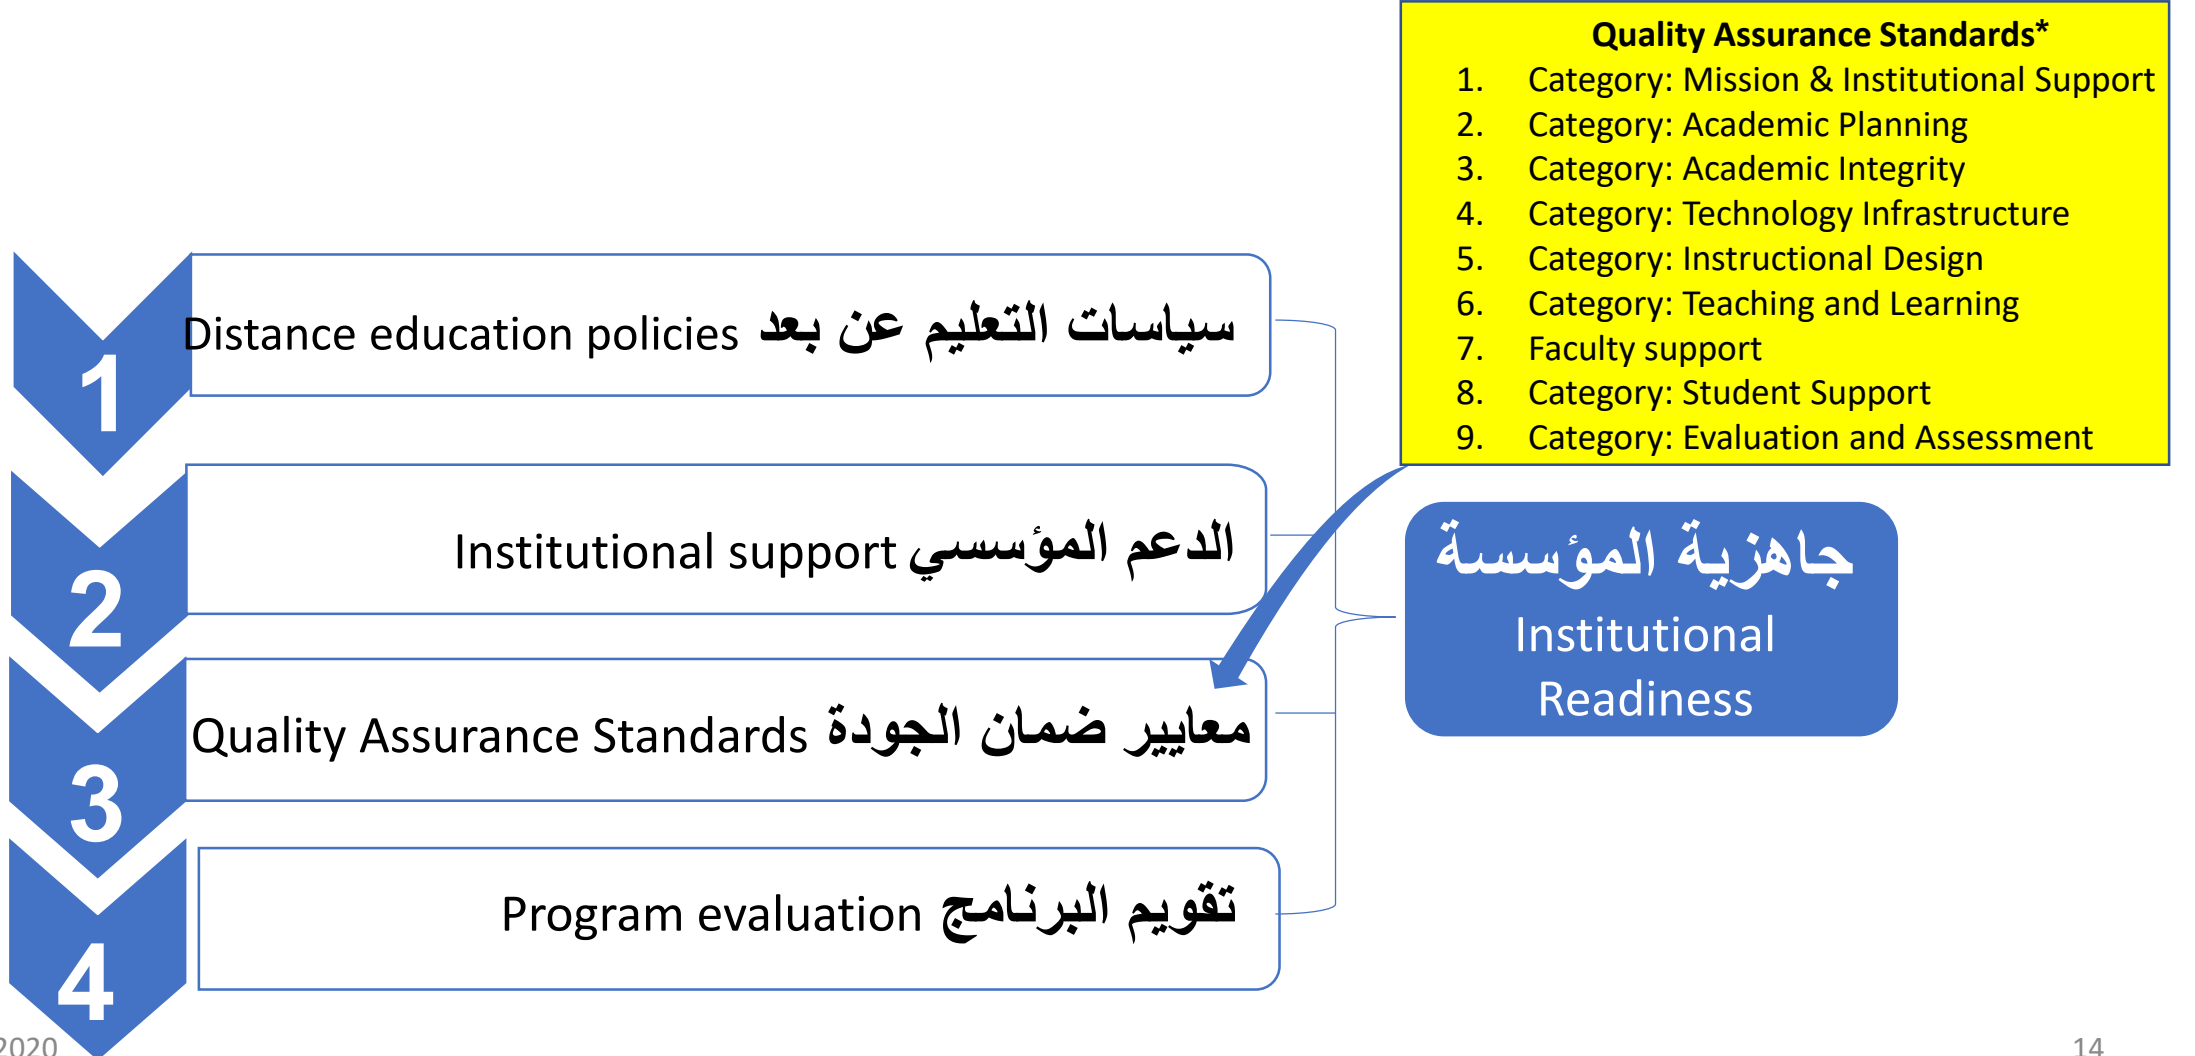 Quality Assurance Standards*
1. Category: Mission & Institutional Support
2. Category: Academic Planning
3. Category: Academic Integrity
4. Category: Technology Infrastructure
5. Category: Instructional Design
6. Category: Teaching and Learning
7. Faculty support
8. Category: Student Support
9. Category: Evaluation and Assessment
1
سياسات التعليم عن بعد Distance education policies
2
الدعم المؤسسي Institutional support
3
معايير ضمان الجودة Quality Assurance Standards
4
تقويم البرنامج Program evaluation
جاهزية المؤسسة
Institutional
Readiness
2020
14